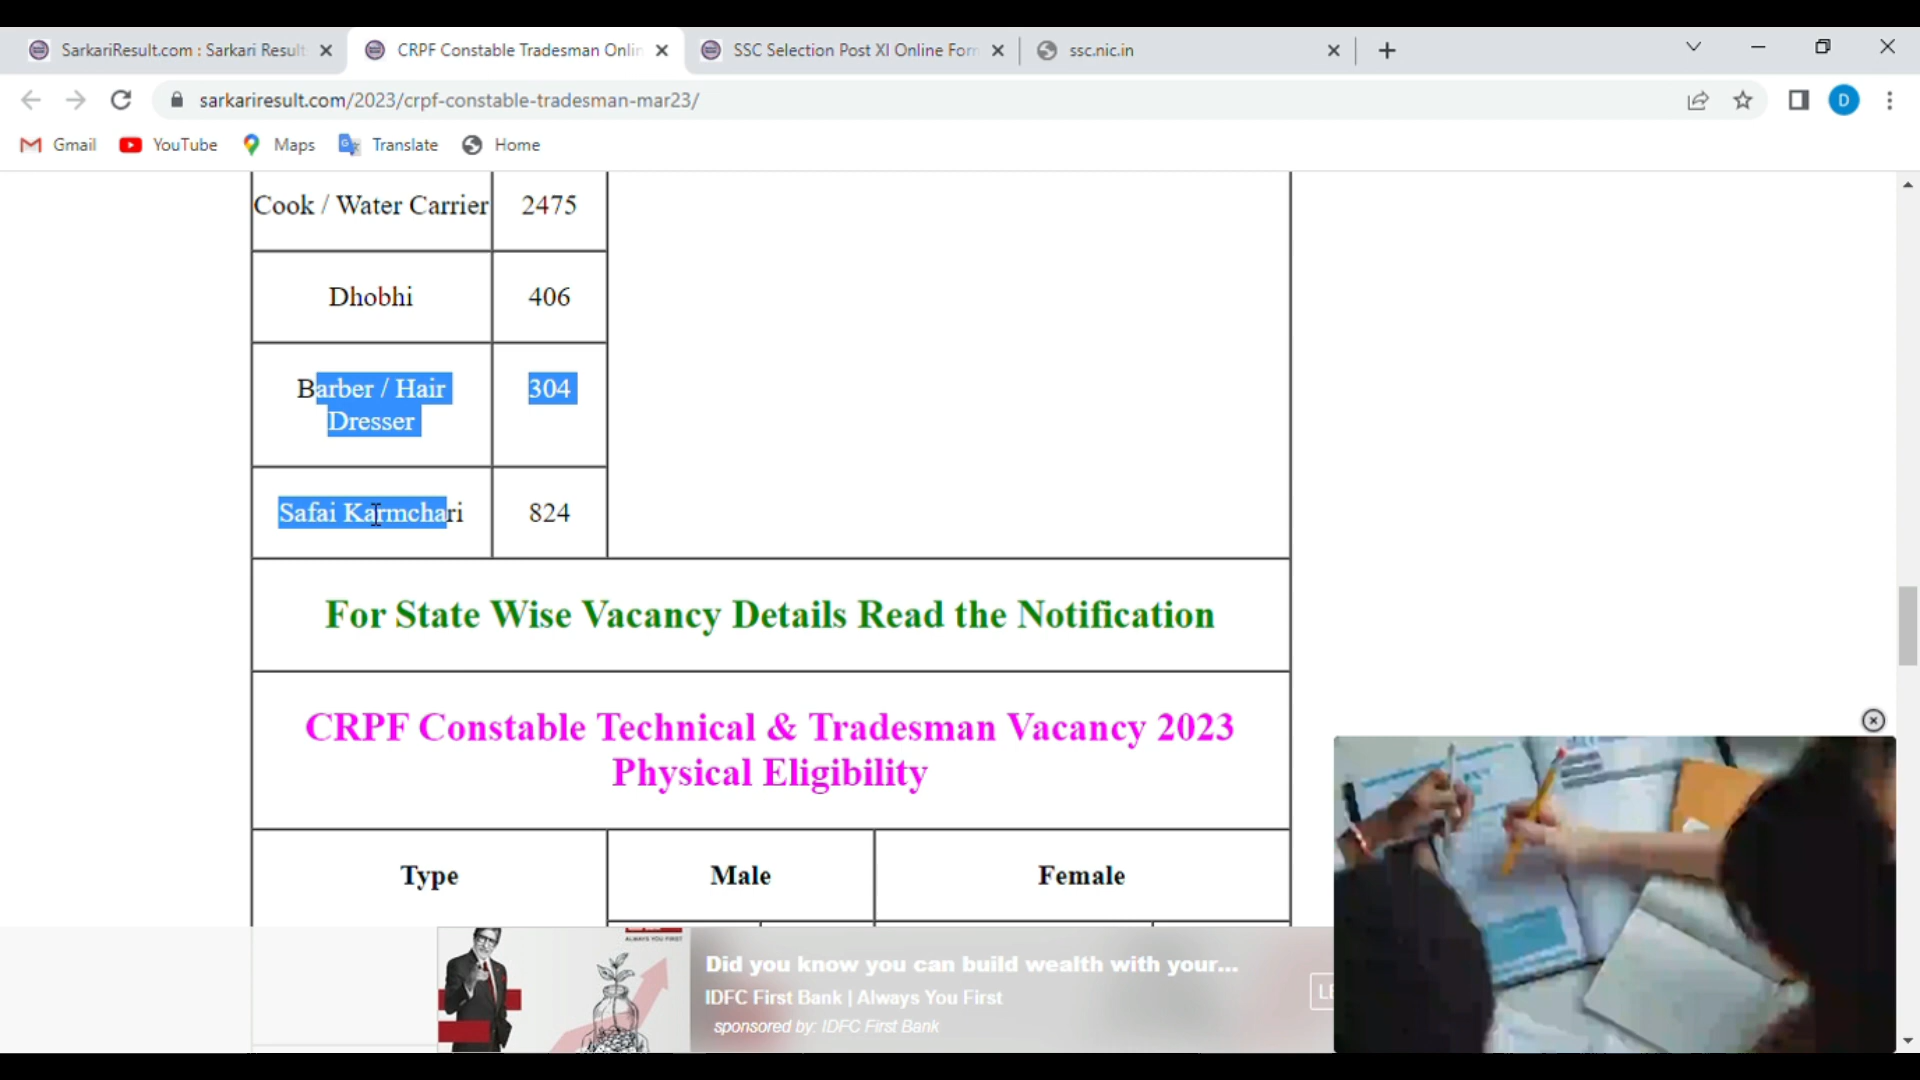 SarkariResult.com : Sarkari Result
CRPF Constable Tradesman Onlin
SSC Selection Post XI Online Form
ssc.nic.in
sarkariresult.com/2023/crpf-constable-tradesman-mar23/
D
Gmail
YouTube
Maps
Translate
Home
Cook / Water Carrier 2475
Dhobhi 406
Barber / Hair 304
Dresser
Safai Karmchari 824
For State Wise Vacancy Details Read the Notification
CRPF Constable Technical & Tradesman Vacancy 2023
Physical Eligibility
Type Male Female
ALWAYS YOU FIRST
Did you know you can build wealth with your...
IDFC First Bank | Always You First
sponsored by: IDFC First Bank